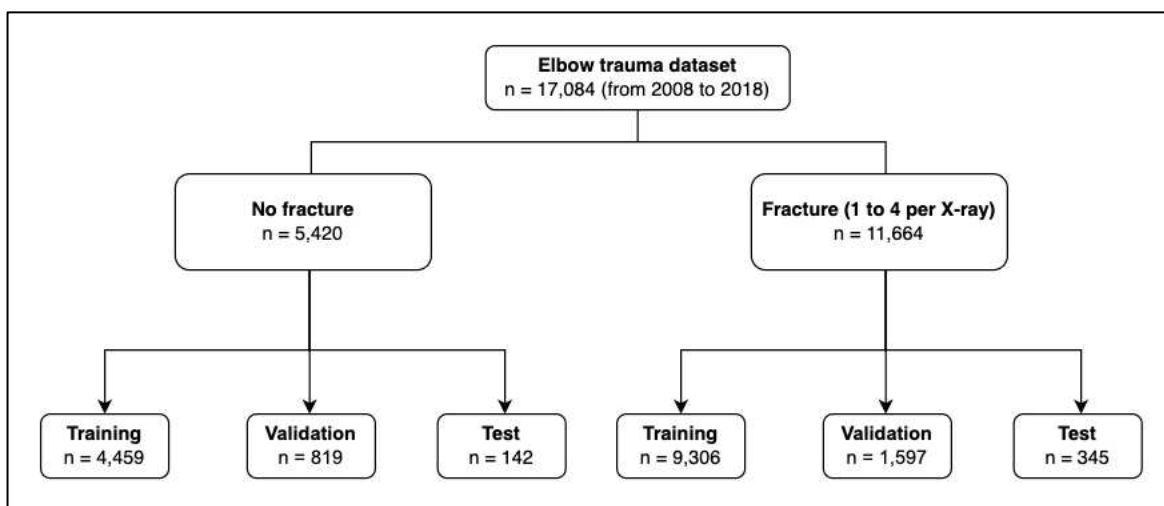 Elbow trauma dataset
n = 17,084 (from 2008 to 2018)
No fracture
n = 5,420
Fracture (1 to 4 per X-ray)
n = 11,664
Training
n = 4,459
Validation
n = 819
Test
n = 142
Training
n = 9,306
Validation
n = 1,597
Test
n = 345